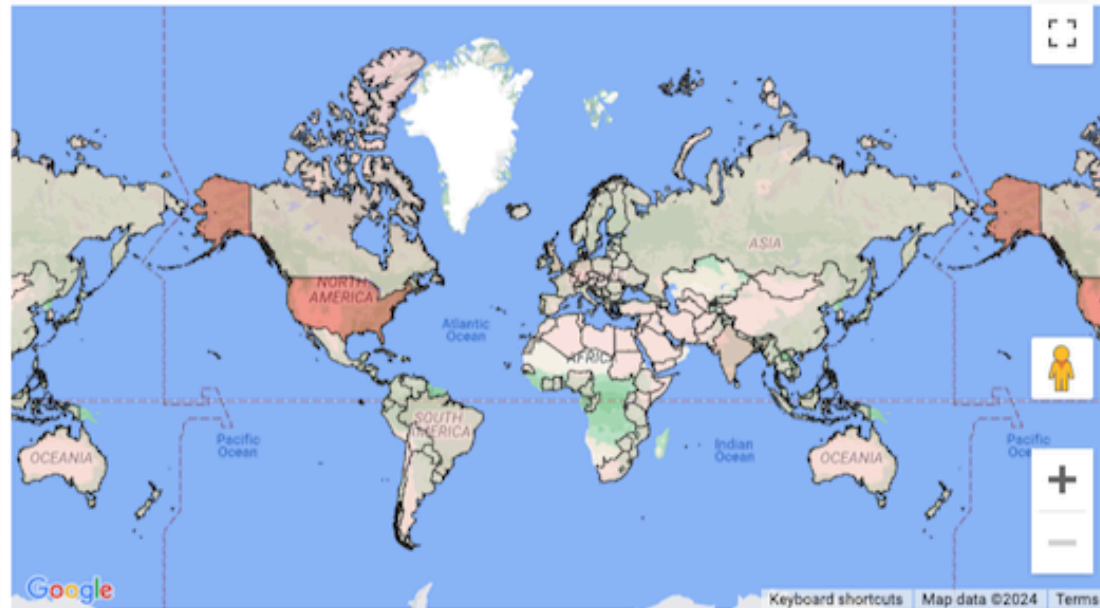 ASIA
NORTH
AMERICA
Atlantic
Ocean
AFRICA
SOUTH
AMERICA
OCEANIA
Pacific
Ocean
Indian
Ocean
OCEANIA
Pacific
Google
Keyboard shortcuts
Map data ©2024
Terms